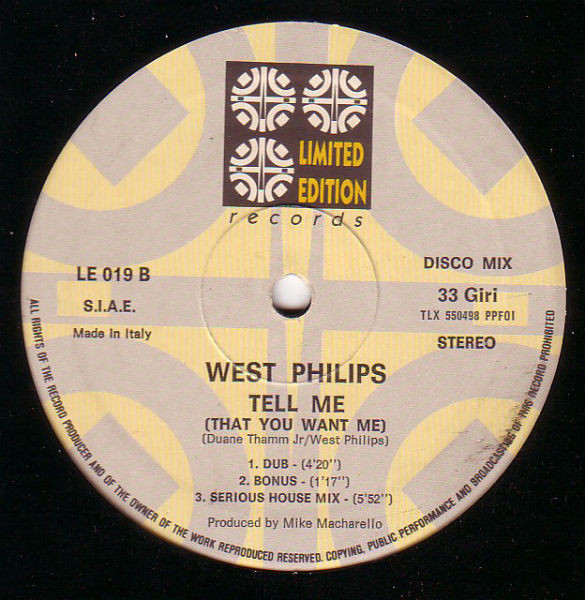 LIMITED
EDITION
records
LE 019 B
S.I.A.E.
Made in Italy
DISCO MIX
33 Giri
TLX 550498 PPFOI
STEREO
WEST PHILIPS
TELL ME
(THAT YOU WANT ME)
(Duane Thamm Jr/West Philips)
1. DUB - (4'20'')
2. BONUS - (1'17'')
3. SERIOUS HOUSE MIX - (5'52'')
Produced by Mike Macharello
ALL RIGHTS OF THE RECORD PRODUCER AND OF THE OWNER OF THE WORK REPRODUCED RESERVED. COPYING, PUBLIC PERFORMANCE AND BROADCASTING OF THIS RECORD PROHIBITED